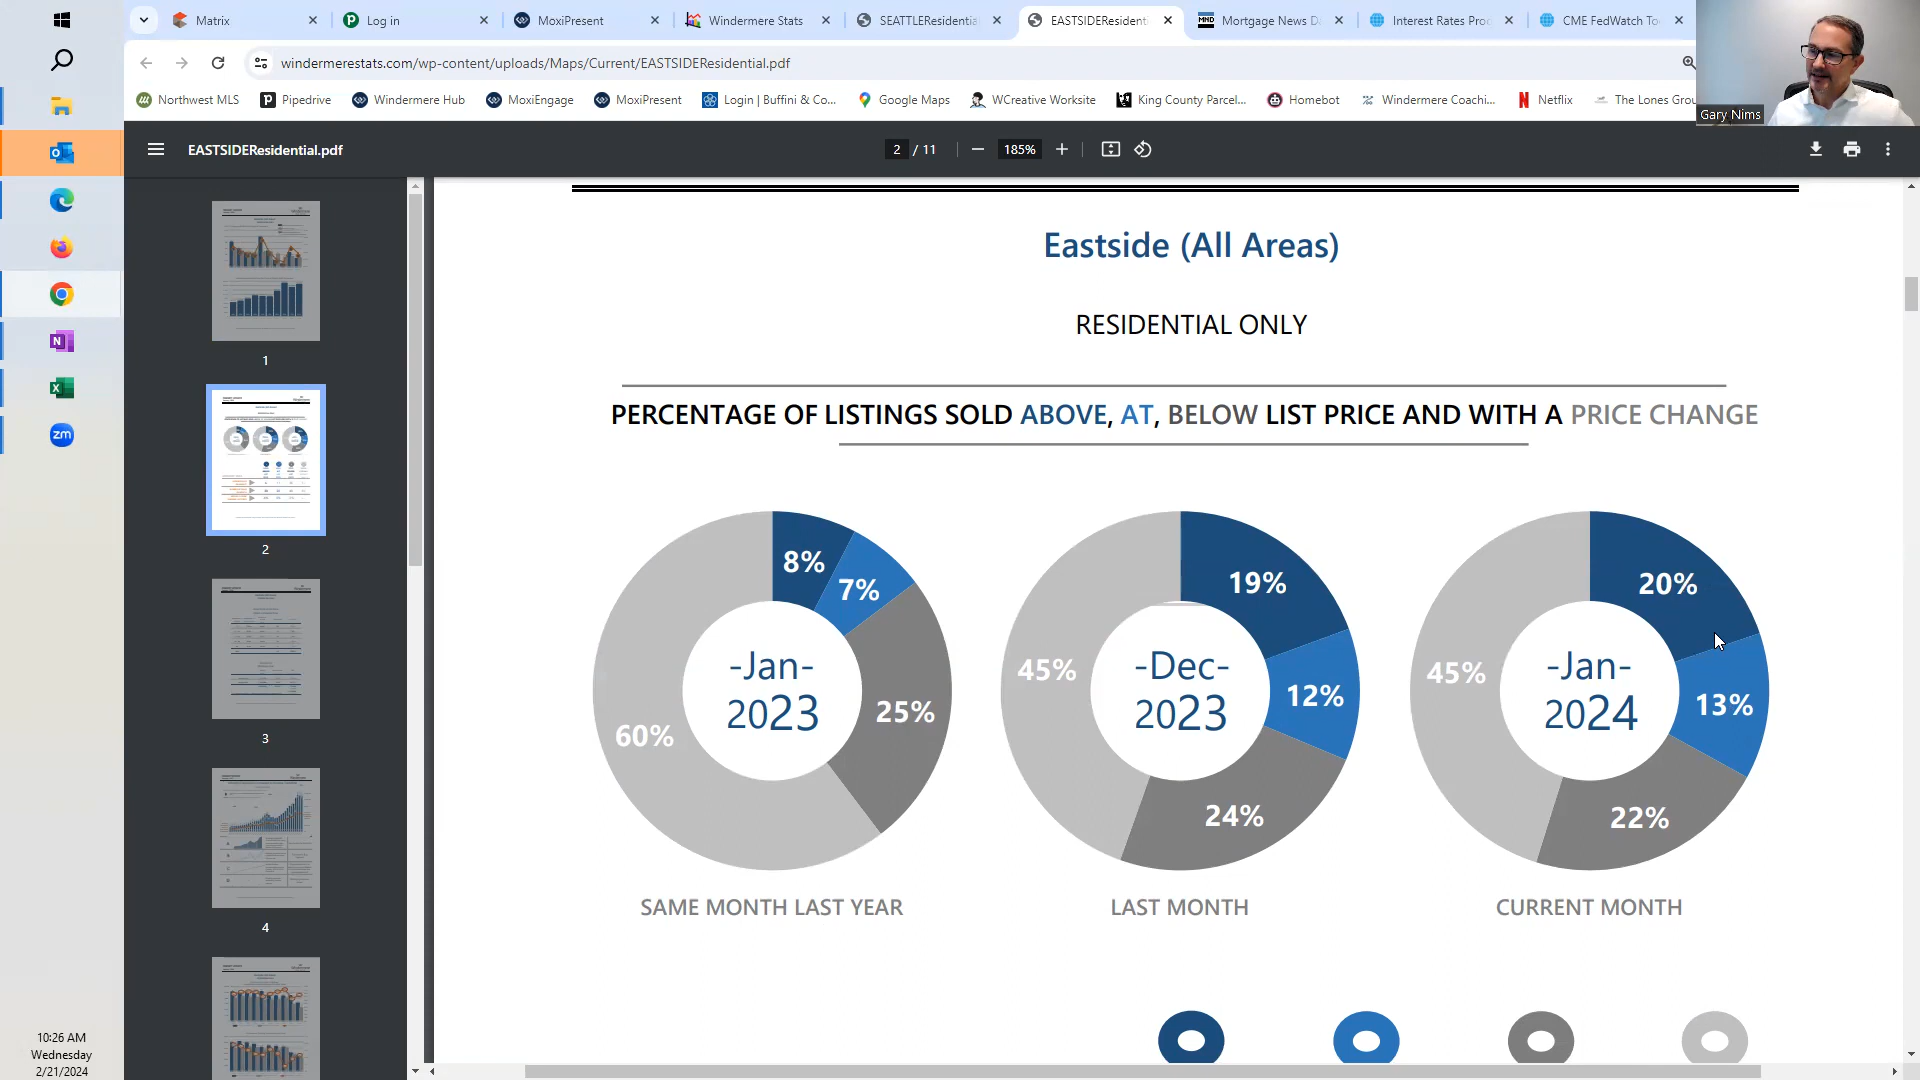 Matrix
Log in
MoxiPresent
Windermere Stats
SEATTLEResidentia
EASTSIDEResident
Mortgage News D
Interest Rates Pro
CME FedWatch To
windermerestats.com/wp-content/uploads/Maps/Current/EASTSIDEResidential.pdf
Northwest MLS
Pipedrive
Windermere Hub
MoxiEngage
MoxiPresent
Login | Buffini & Co...
Google Maps
WCreative Worksite
King County Parcel...
Homebot
Windermere Coachi...
Netflix
The Lones Grou
Gary Nims
EASTSIDEResidential.pdf
2 / 11
185%
1
2
3
4
Eastside (All Areas)
RESIDENTIAL ONLY
PERCENTAGE OF LISTINGS SOLD ABOVE, AT, BELOW LIST PRICE AND WITH A PRICE CHANGE
8%
7%
25%
60%
-Jan-
2023
SAME MONTH LAST YEAR
19%
12%
24%
45%
-Dec-
2023
LAST MONTH
20%
13%
22%
45%
-Jan-
2024
CURRENT MONTH
10:26 AM
Wednesday
2/21/2024